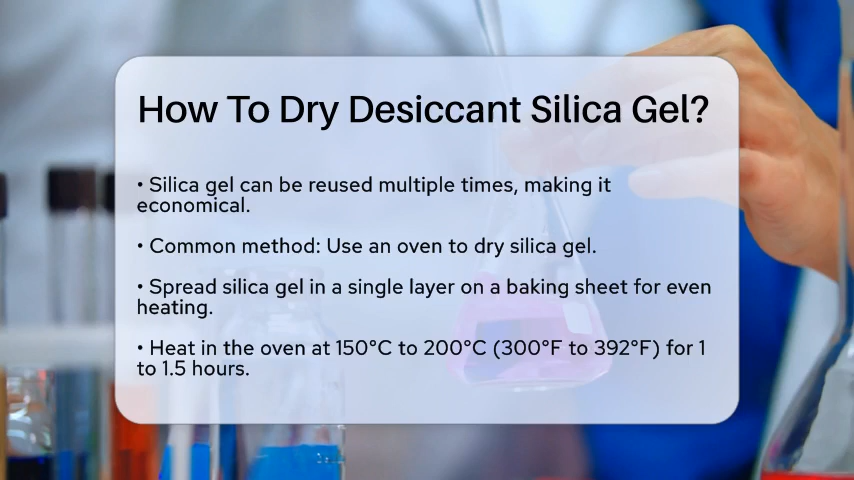 How To Dry Desiccant Silica Gel?
• Silica gel can be reused multiple times, making it
economical.
• Common method: Use an oven to dry silica gel.
• Spread silica gel in a single layer on a baking sheet for even
heating.
• Heat in the oven at 150°C to 200°C (300°F to 392°F) for 1
to 1.5 hours.